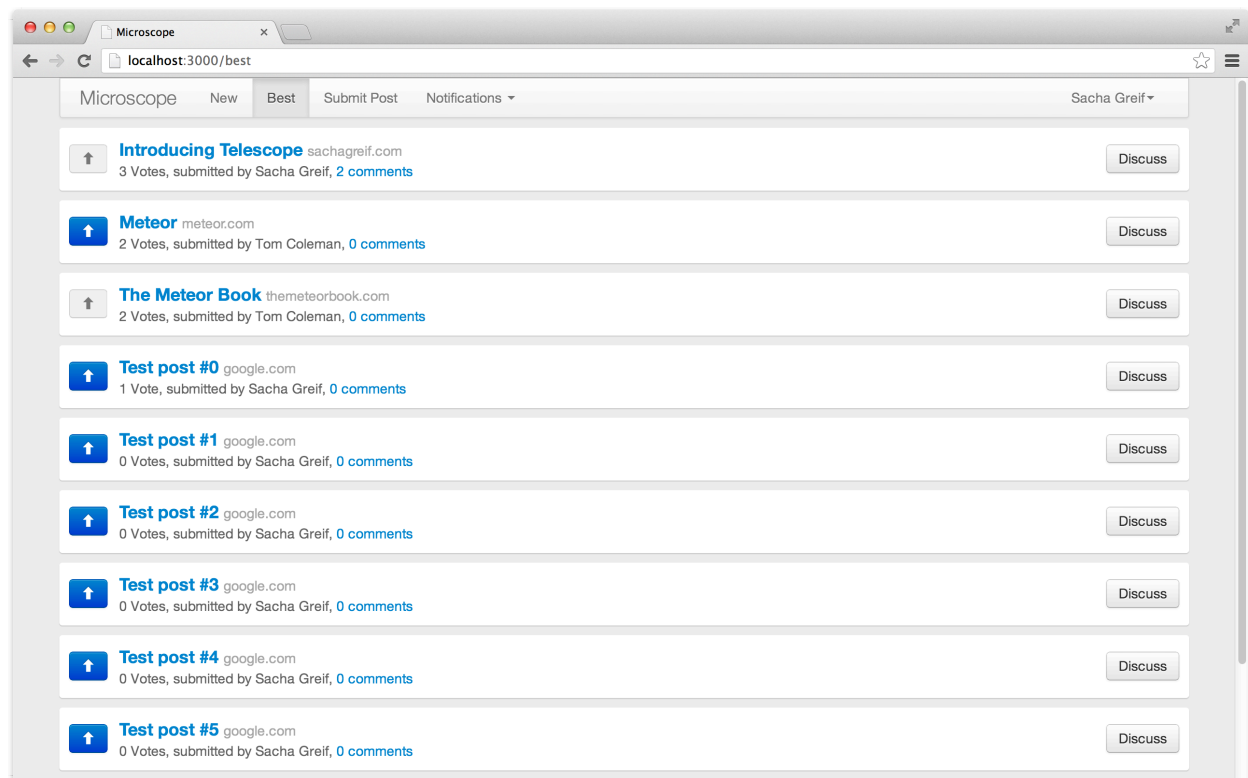 Microscope
localhost:3000/best
Microscope New Best Submit Post Notifications Sacha Greif
Introducing Telescope sachagreif.com
3 Votes, submitted by Sacha Greif, 2 comments
Discuss
Meteor meteor.com
2 Votes, submitted by Tom Coleman, 0 comments
Discuss
The Meteor Book themeteorbook.com
2 Votes, submitted by Tom Coleman, 0 comments
Discuss
Test post #0 google.com
1 Vote, submitted by Sacha Greif, 0 comments
Discuss
Test post #1 google.com
0 Votes, submitted by Sacha Greif, 0 comments
Discuss
Test post #2 google.com
0 Votes, submitted by Sacha Greif, 0 comments
Discuss
Test post #3 google.com
0 Votes, submitted by Sacha Greif, 0 comments
Discuss
Test post #4 google.com
0 Votes, submitted by Sacha Greif, 0 comments
Discuss
Test post #5 google.com
0 Votes, submitted by Sacha Greif, 0 comments
Discuss